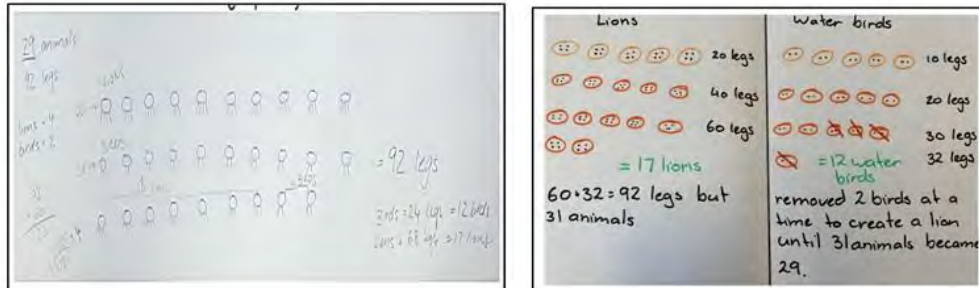 29 animals
92 legs
lions = 4
birds = 2
= 92 legs
Birds = 24 legs = 12 birds
Lions = 68 legs = 17 lions
Lions
20 legs
40 legs
60 legs
= 17 lions
60+32=92 legs but
31 animals
Water birds
10 legs
20 legs
30 legs
32 legs
= 12 water
birds
removed 2 birds at a
time to create a lion
until 31 animals became
29.